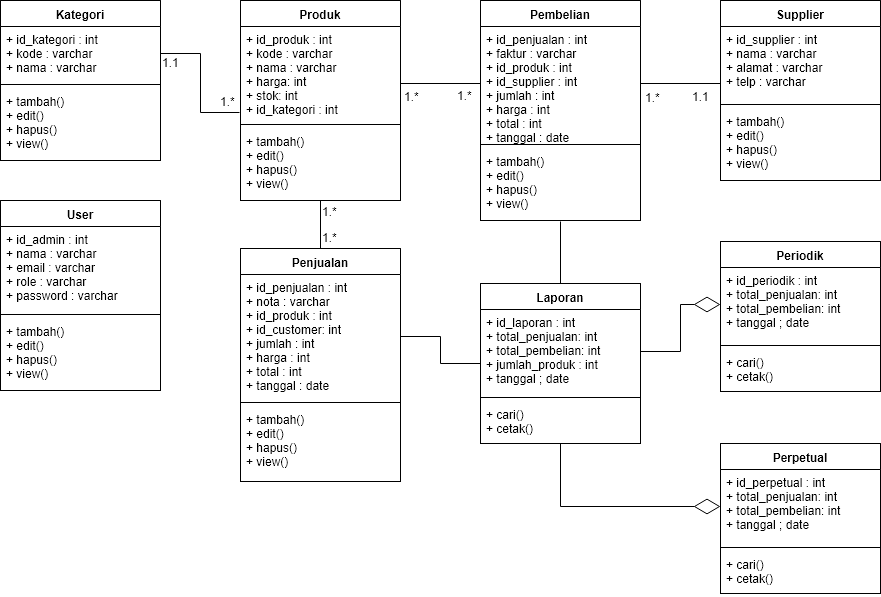 Kategori
+ id_kategori : int
+ kode : varchar
+ nama : varchar
+ tambah()
+ edit()
+ hapus()
+ view()
1.1
1.*
Produk
+ id_produk : int
+ kode : varchar
+ nama : varchar
+ harga: int
+ stok: int
+ id_kategori : int
+ tambah()
+ edit()
+ hapus()
+ view()
1.*
1.*
Pembelian
+ id_penjualan : int
+ faktur : varchar
+ id_produk : int
+ id_supplier : int
+ jumlah : int
+ harga : int
+ total : int
+ tanggal : date
+ tambah()
+ edit()
+ hapus()
+ view()
1.*
1.1
Supplier
+ id_supplier : int
+ nama : varchar
+ alamat : varchar
+ telp : varchar
+ tambah()
+ edit()
+ hapus()
+ view()
User
+ id_admin : int
+ nama : varchar
+ email : varchar
+ role : varchar
+ password : varchar
+ tambah()
+ edit()
+ hapus()
+ view()
1.*
1.*
Penjualan
+ id_penjualan : int
+ nota : varchar
+ id_produk : int
+ id_customer: int
+ jumlah : int
+ harga : int
+ total : int
+ tanggal : date
+ tambah()
+ edit()
+ hapus()
+ view()
Laporan
+ id_laporan : int
+ total_penjualan: int
+ total_pembelian: int
+ jumlah_produk : int
+ tanggal ; date
+ cari()
+ cetak()
Periodik
+ id_periodik : int
+ total_penjualan: int
+ total_pembelian: int
+ tanggal ; date
+ cari()
+ cetak()
Perpetual
+ id_perpetual : int
+ total_penjualan: int
+ total_pembelian: int
+ tanggal ; date
+ cari()
+ cetak()